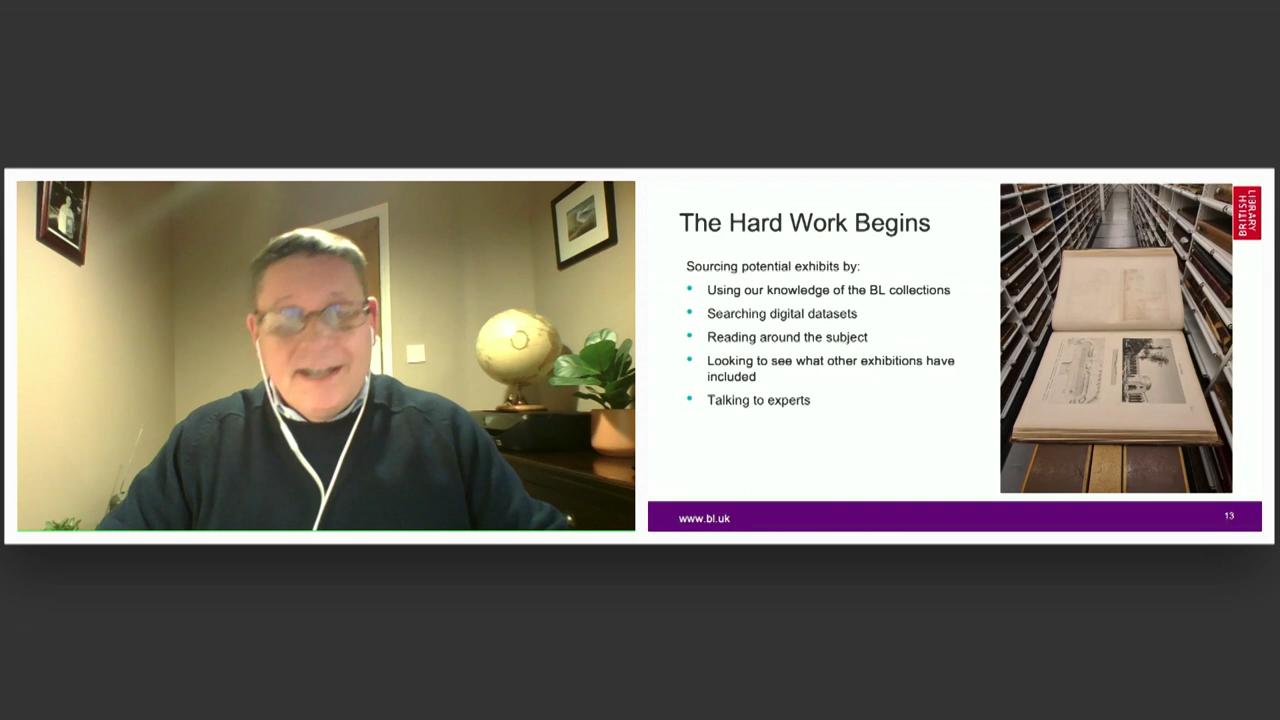 The Hard Work Begins
Sourcing potential exhibits by:
• Using our knowledge of the BL collections
• Searching digital datasets
• Reading around the subject
• Looking to see what other exhibitions have
included
• Talking to experts
BRITISH
LIBRARY
www.bl.uk
13